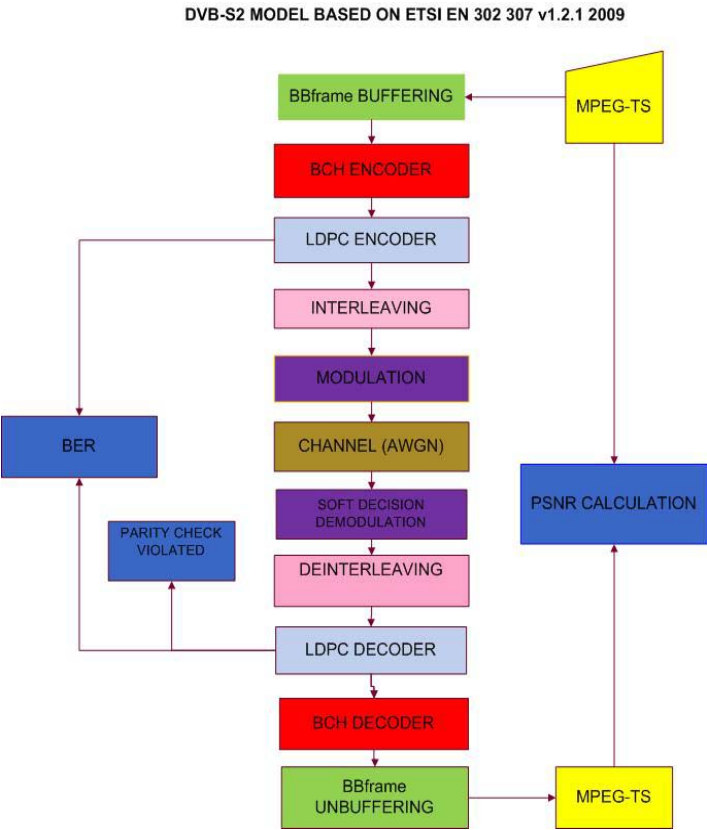 DVB-S2 MODEL BASED ON ETSI EN 302 307 v1.2.1 2009
BBframe BUFFERING
MPEG-TS
BCH ENCODER
LDPC ENCODER
INTERLEAVING
MODULATION
BER
CHANNEL (AWGN)
PSNR CALCULATION
SOFT DECISION
DEMODULATION
PARITY CHECK
VIOLATED
DEINTERLEAVING
LDPC DECODER
BCH DECODER
BBframe
UNBUFFERING
MPEG-TS